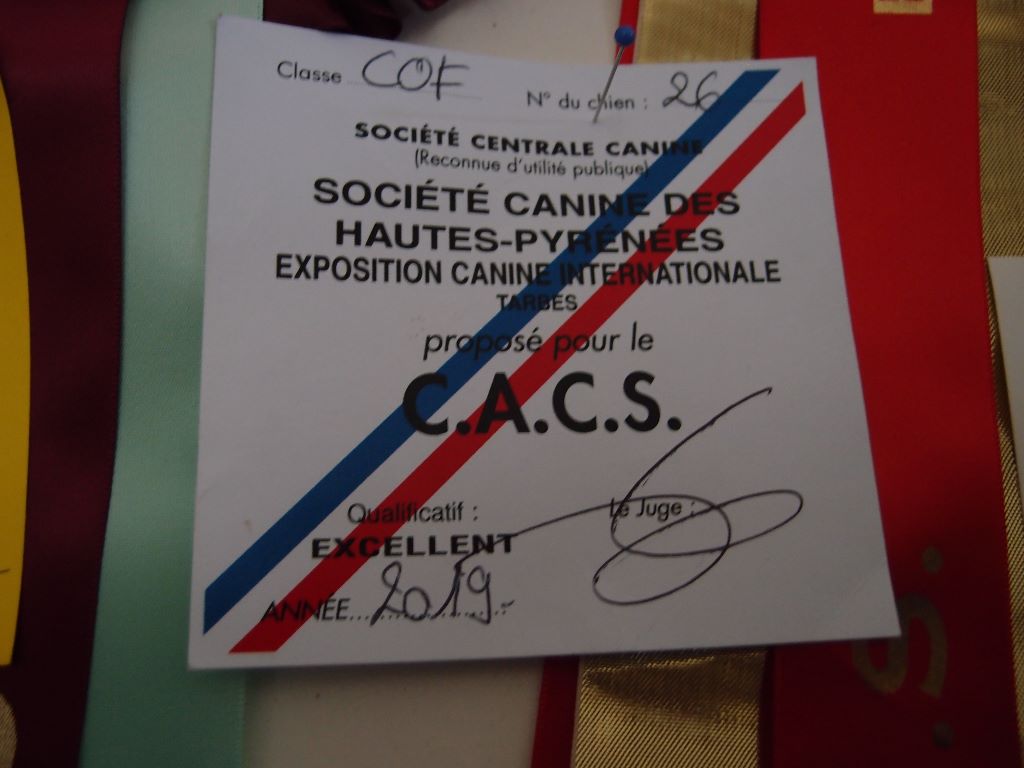 Classe COF N° du chien : 26
SOCIÉTÉ CENTRALE CANINE
(Reconnue d'utilité publique)
SOCIÉTÉ CANINE DES
HAUTES-PYRÉNÉES
EXPOSITION CANINE INTERNATIONALE
TARBES
proposé pour le
C.A.C.S.
Qualificatif : Le Juge :
EXCELLENT
ANNÉE... 2019
S.